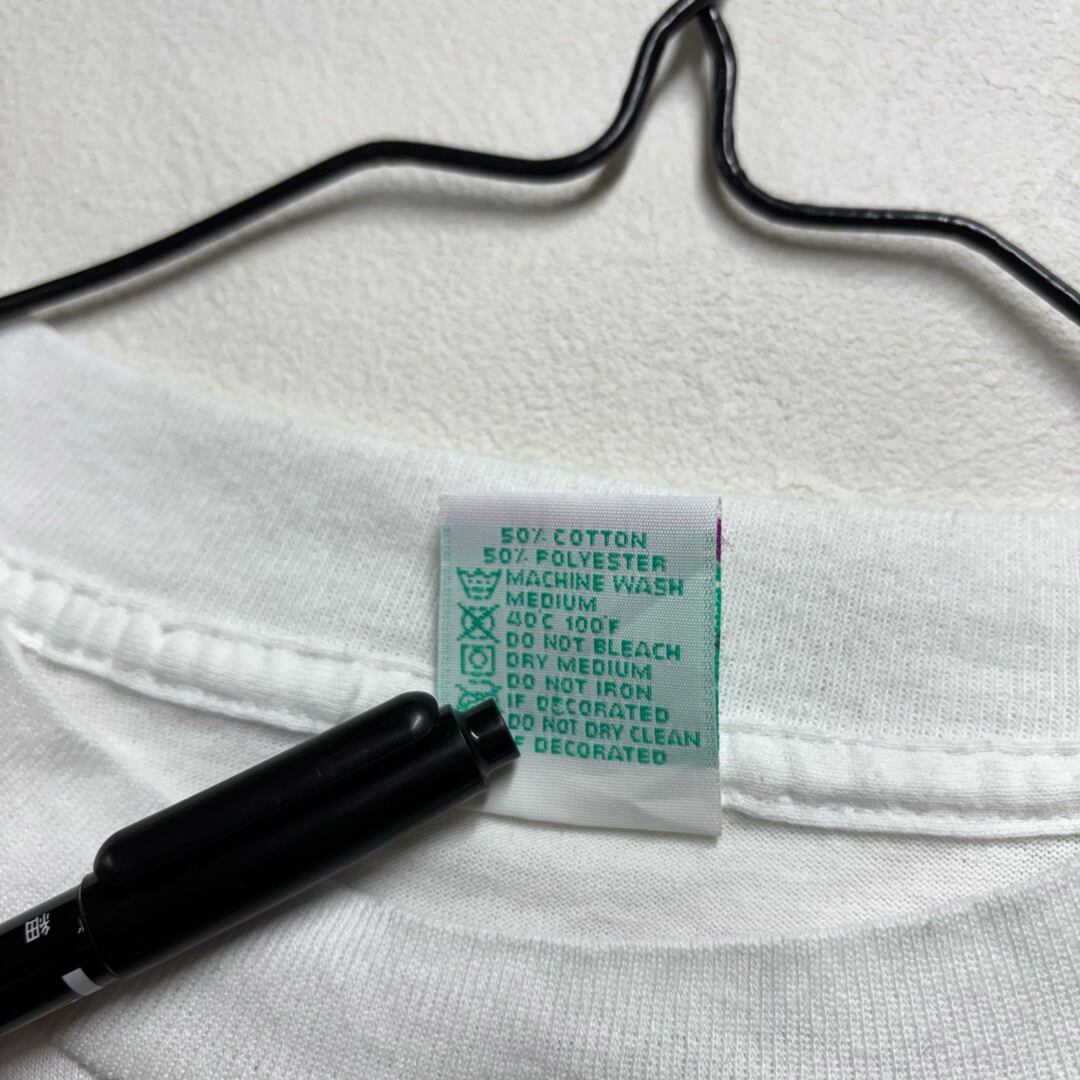 50% COTTON
50% POLYESTER
MACHINE WASH
MEDIUM
40°C 100°F
DO NOT BLEACH
DRY MEDIUM
DO NOT IRON
IF DECORATED
DO NOT DRY CLEAN
F DECORATED
細